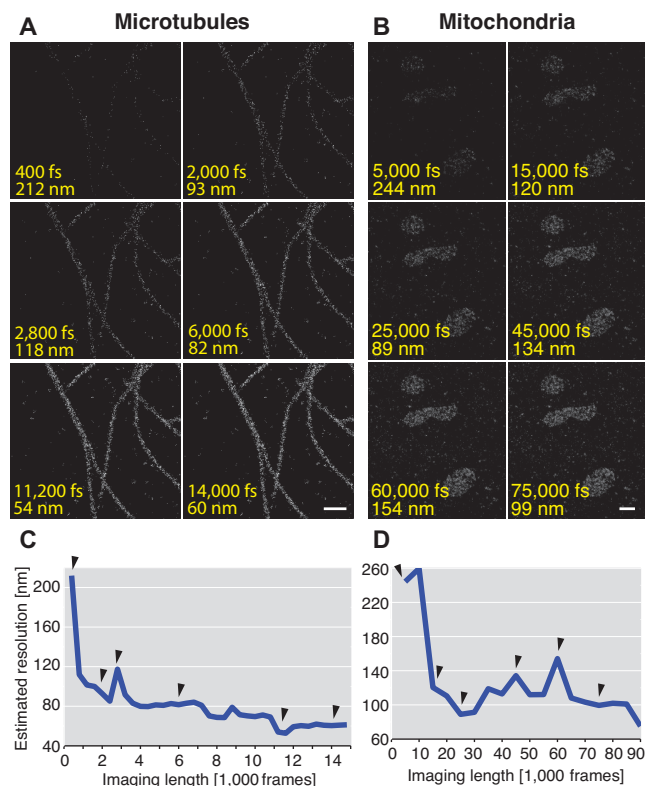 A Microtubules
B Mitochondria
400 fs
212 nm
2,000 fs
93 nm
2,800 fs
118 nm
6,000 fs
82 nm
11,200 fs
54 nm
14,000 fs
60 nm
5,000 fs
244 nm
15,000 fs
120 nm
25,000 fs
89 nm
45,000 fs
134 nm
60,000 fs
154 nm
75,000 fs
99 nm
C
Estimated resolution [nm]
200
160
120
80
40
0 2 4 6 8 10 12 14
Imaging length [1,000 frames]
D
260
220
180
140
100
60
0 10 20 30 40 50 60 70 80 90
Imaging length [1,000 frames]